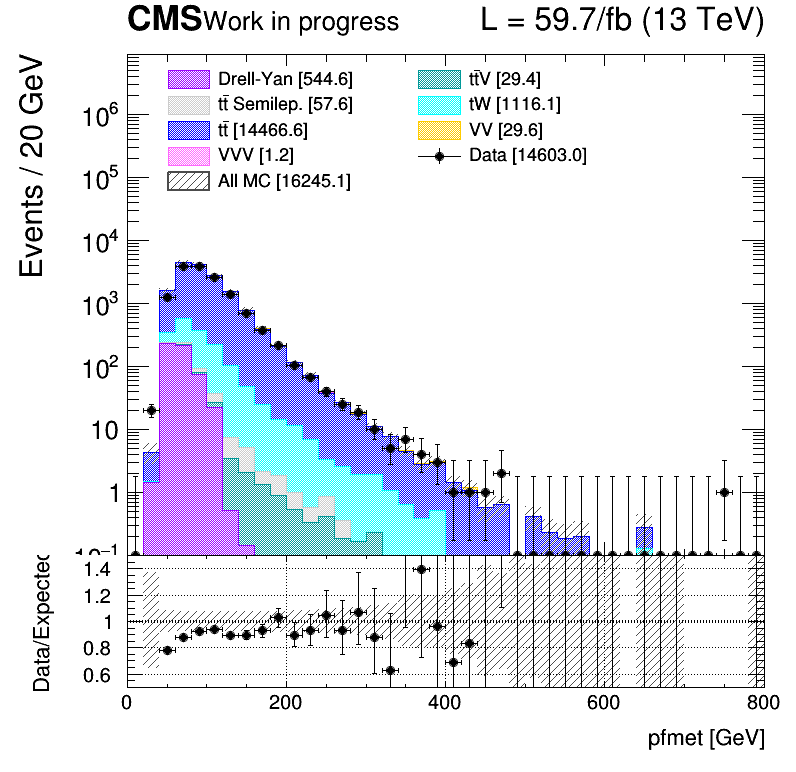 CMS Work in progress L = 59.7/fb (13 TeV)
Events / 20 GeV
Drell-Yan [544.6]
tt̄ Semilep. [57.6]
tt̄ [14466.6]
VVV [1.2]
All MC [16245.1]
tt̄V [29.4]
tW [1116.1]
VV [29.6]
Data [14603.0]
10⁶
10⁵
10⁴
10³
10²
10
1
10⁻¹
Data/Expected
1.4
1.2
1
0.8
0.6
0 200 400 600 800
pfmet [GeV]